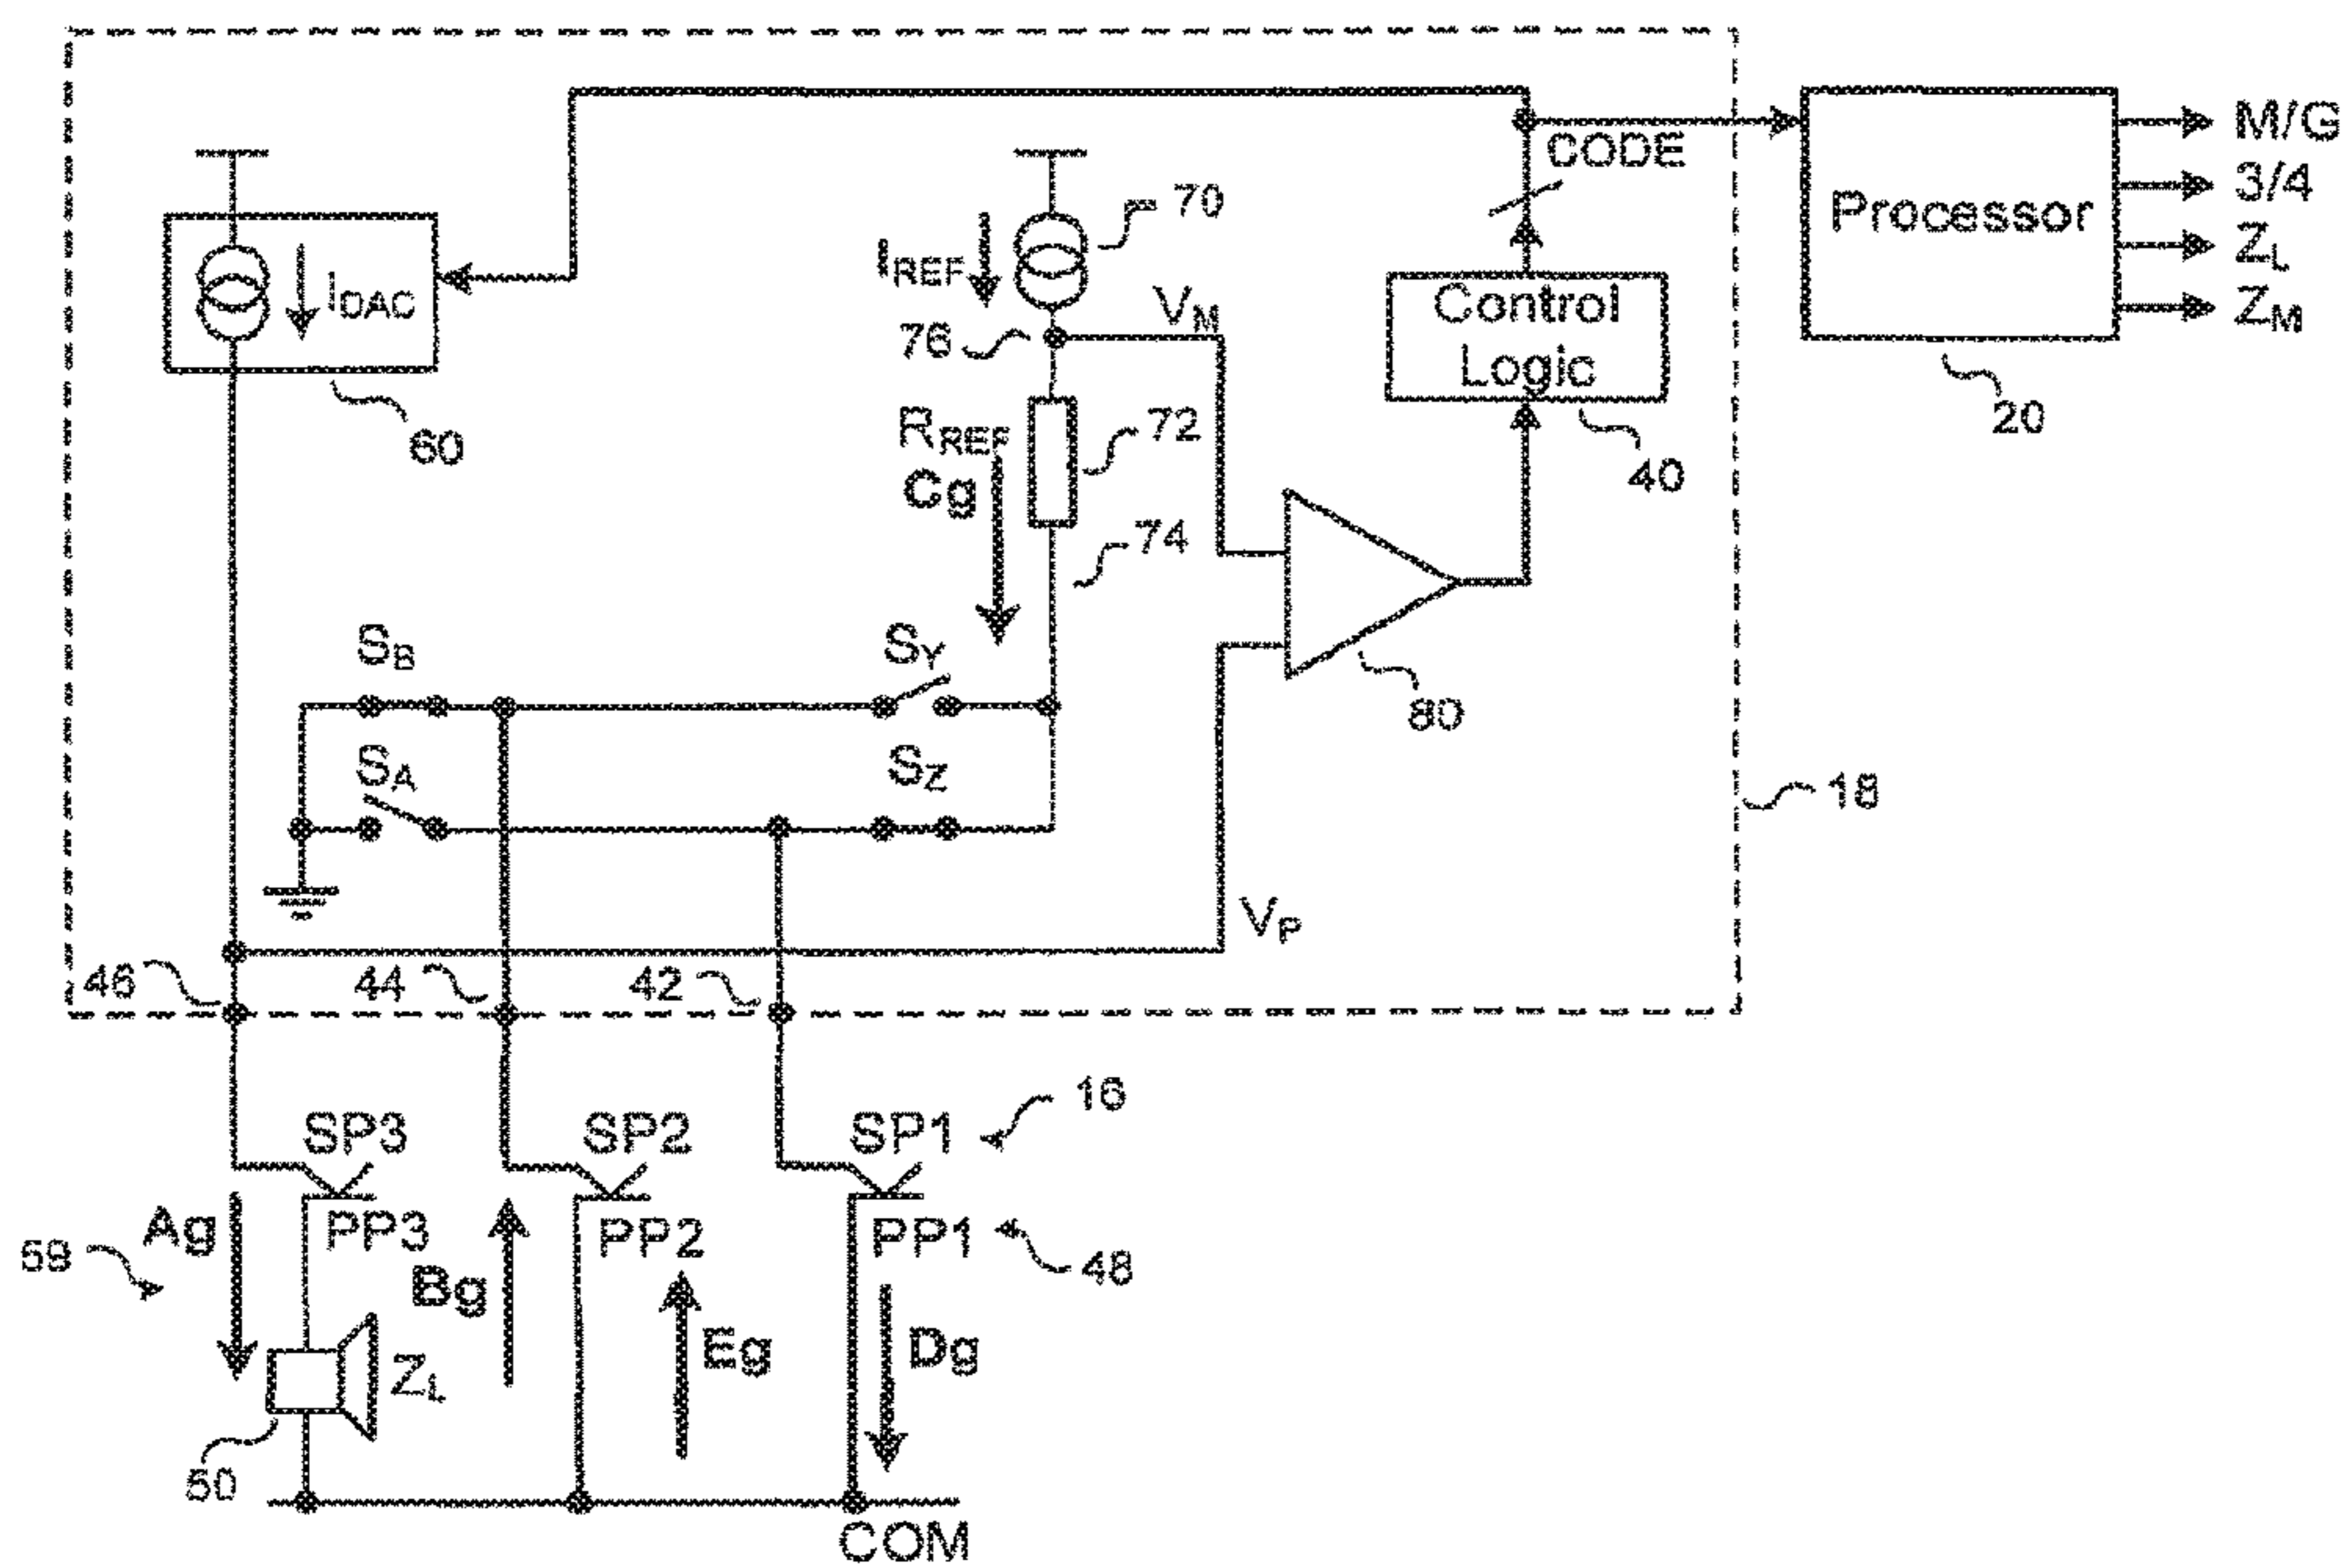 M/G
CODE
70
Processor
3/4
I_REF
I_DAC
V_M
Control
Logic
Z_L
76
Z_M
60
R_REF
72
20
Cg
40
74
S_B
S_Y
80
S_A
S_Z
18
V_P
46
44
42
16
SP3
SP2
SP1
Ag
PP3
PP2
PP1
59
Bg
48
Eg
Dg
Z_L
50
COM